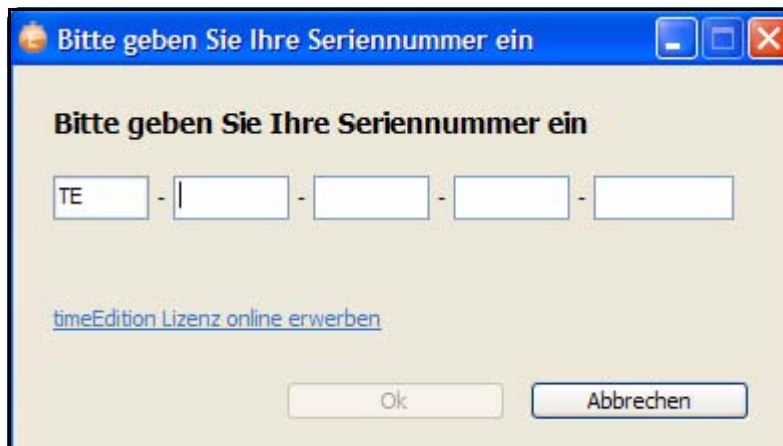 Bitte geben Sie Ihre Seriennummer ein
Bitte geben Sie Ihre Seriennummer ein
TE - - - -
timeEdition Lizenz online erwerben
Ok Abbrechen